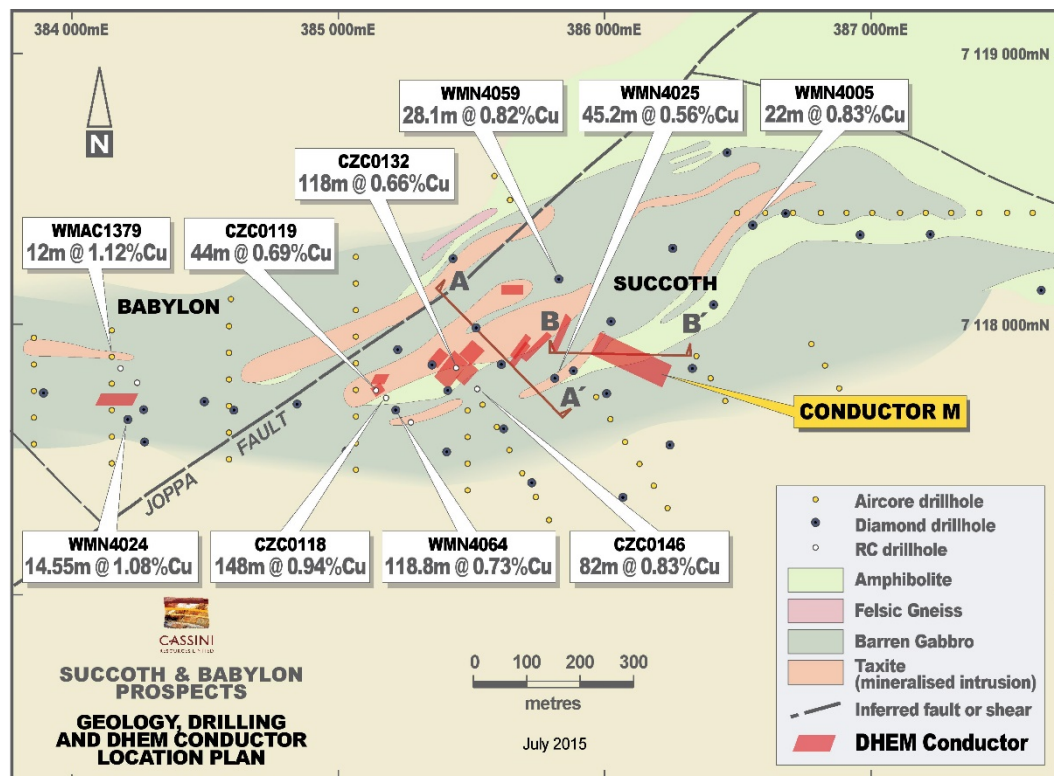 384 000mE
385 000mE
386 000mE
387 000mE
7 119 000mN
N
WMN4059
28.1m @ 0.82%Cu
WMN4025
45.2m @ 0.56%Cu
WMN4005
22m @ 0.83%Cu
CZC0132
118m @ 0.66%Cu
WMAC1379
12m @ 1.12%Cu
CZC0119
44m @ 0.69%Cu
A
SUCCOTH
BABYLON
B
B´
7 118 000mN
A´
CONDUCTOR M
JOPPA FAULT
WMN4024
14.55m @ 1.08%Cu
CZC0118
148m @ 0.94%Cu
WMN4064
118.8m @ 0.73%Cu
CZC0146
82m @ 0.83%Cu
Aircore drillhole
Diamond drillhole
RC drillhole
Amphibolite
Felsic Gneiss
Barren Gabbro
Taxite
(mineralised intrusion)
Inferred fault or shear
DHEM Conductor
CASSINI
RESOURCES LIMITED
SUCCOTH & BABYLON
PROSPECTS
GEOLOGY, DRILLING
AND DHEM CONDUCTOR
LOCATION PLAN
0 100 200 300
metres
July 2015